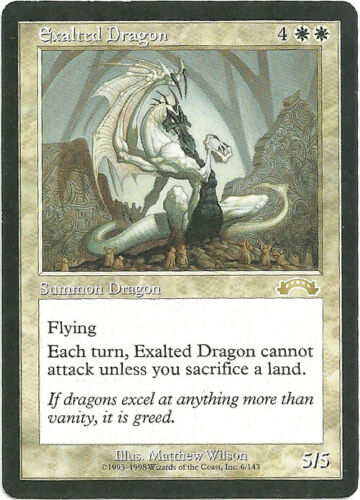 Exalted Dragon 4
Summon Dragon
Flying
Each turn, Exalted Dragon cannot
attack unless you sacrifice a land.
If dragons excel at anything more than
vanity, it is greed.
Illus. Matthew Wilson
©1993-1998 Wizards of the Coast, Inc. 6/143
5/5